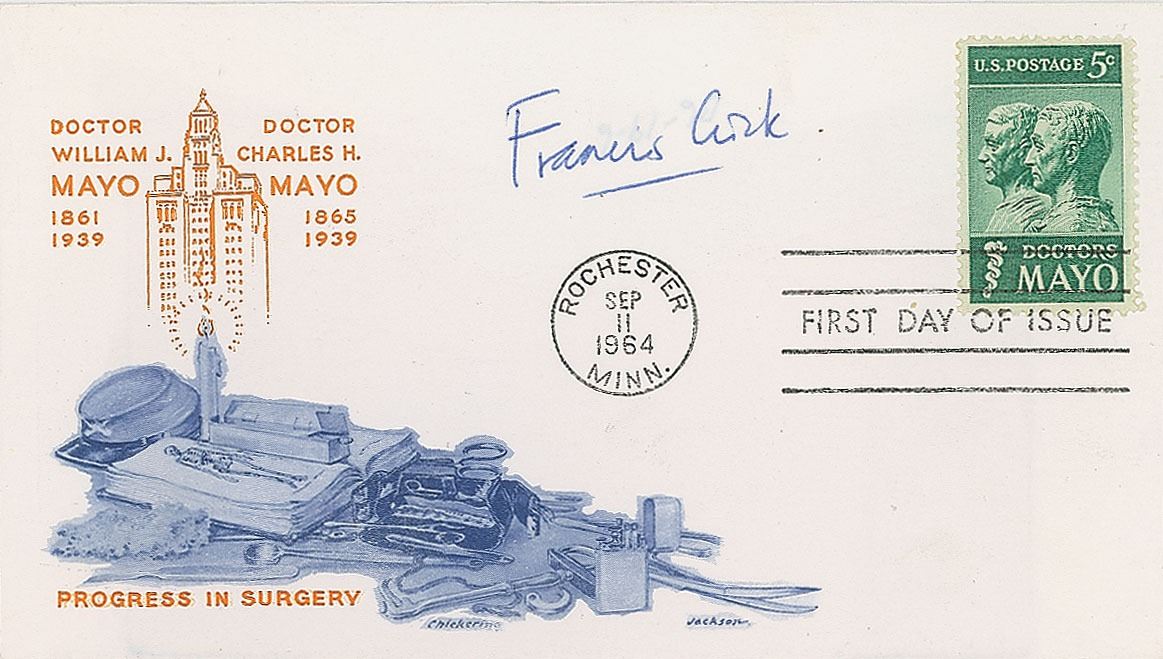 DOCTOR
WILLIAM J.
MAYO
1861
1939
DOCTOR
CHARLES H.
MAYO
1865
1939
Francis Crick.
U.S. POSTAGE 5c
DOCTORS
MAYO
ROCHESTER
SEP
11
1964
MINN.
FIRST DAY OF ISSUE
PROGRESS IN SURGERY
Chickering
Jackson